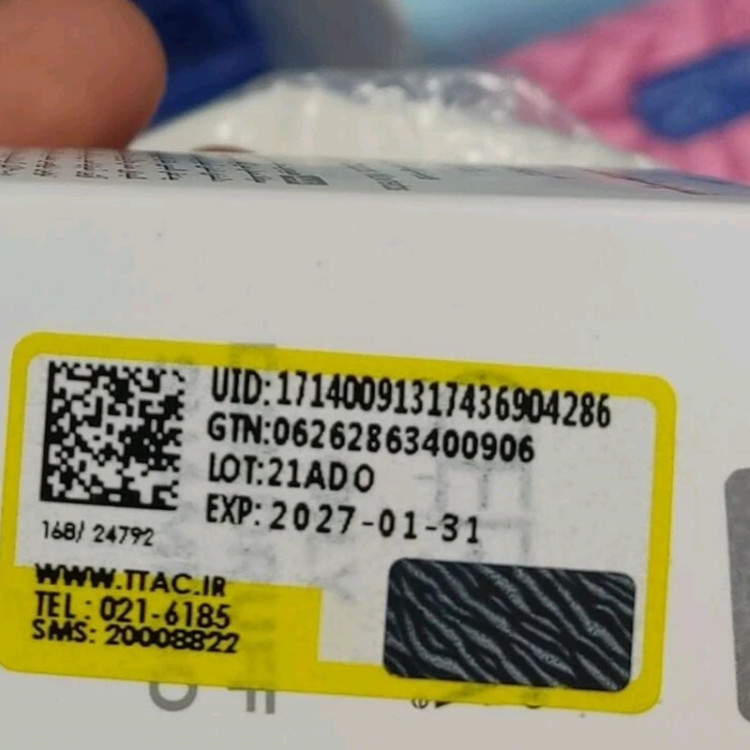 UID:17140091317436904286
GTN:06262863400906
LOT:21ADO
EXP: 2027-01-31
168/ 24792
WWW.TTAC.IR
TEL : 021-6185
SMS: 20008822